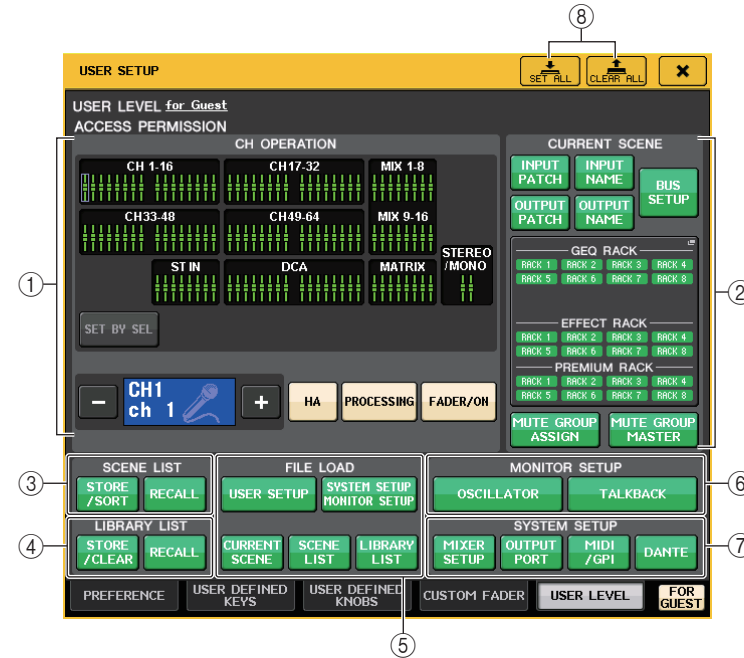 ⑧
USER SETUP
SET ALL
CLEAR ALL
USER LEVEL for Guest
ACCESS PERMISSION
CH OPERATION
CH 1-16
CH17-32
MIX 1-8
CH33-48
CH49-64
MIX 9-16
ST IN
DCA
MATRIX
STEREO
/MONO
SET BY SEL
CH1
ch 1
HA
PROCESSING
FADER/ON
①
CURRENT SCENE
INPUT
PATCH
INPUT
NAME
BUS
SETUP
OUTPUT
PATCH
OUTPUT
NAME
GEQ RACK
RACK 1 RACK 2 RACK 3 RACK 4
RACK 5 RACK 6 RACK 7 RACK 8
EFFECT RACK
RACK 1 RACK 2 RACK 3 RACK 4
RACK 5 RACK 6 RACK 7 RACK 8
PREMIUM RACK
RACK 1 RACK 2 RACK 3 RACK 4
RACK 5 RACK 6 RACK 7 RACK 8
MUTE GROUP
ASSIGN
MUTE GROUP
MASTER
②
③
SCENE LIST
STORE
/SORT
RECALL
④
LIBRARY LIST
STORE
/CLEAR
RECALL
FILE LOAD
USER SETUP
SYSTEM SETUP
MONITOR SETUP
CURRENT
SCENE
SCENE
LIST
LIBRARY
LIST
⑤
MONITOR SETUP
OSCILLATOR
TALKBACK
⑥
SYSTEM SETUP
MIXER
SETUP
OUTPUT
PORT
MIDI
/GPI
DANTE
⑦
PREFERENCE
USER DEFINED
KEYS
USER DEFINED
KNOBS
CUSTOM FADER
USER LEVEL
FOR
GUEST